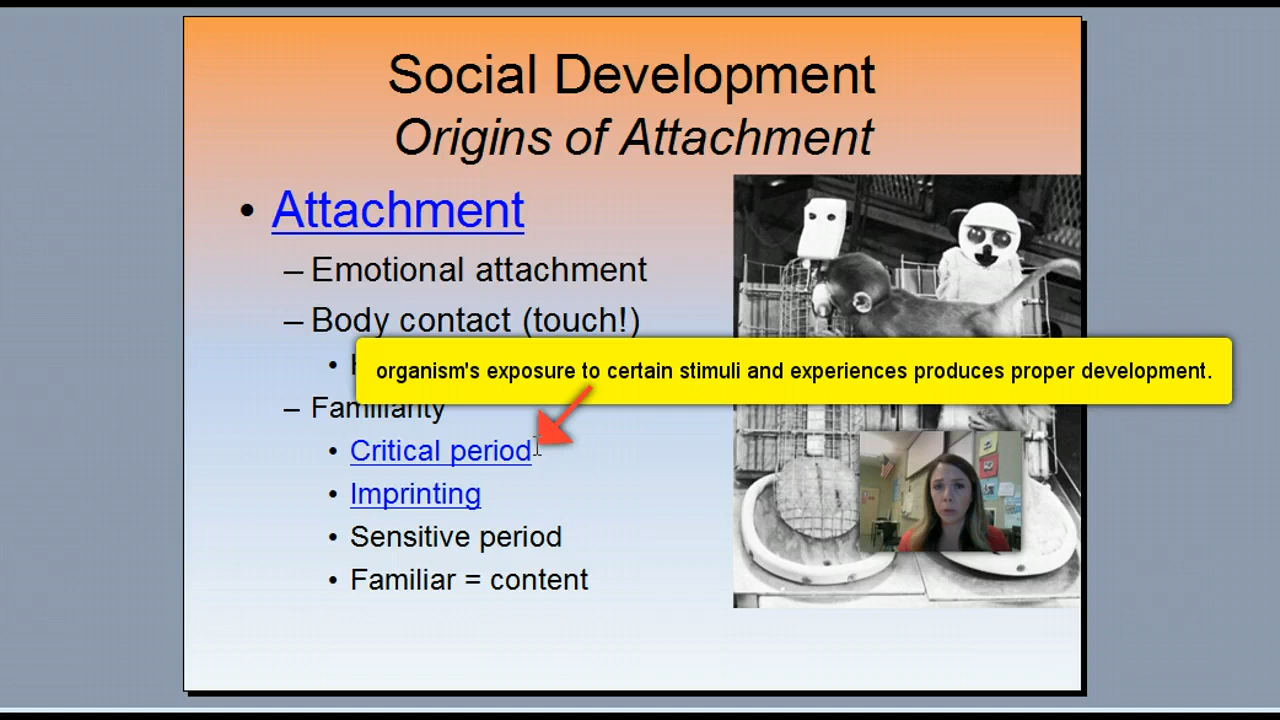 Social Development
Origins of Attachment
• Attachment
– Emotional attachment
– Body contact (touch!)
organism's exposure to certain stimuli and experiences produces proper development.
– Familiarity
• Critical period
• Imprinting
• Sensitive period
• Familiar = content